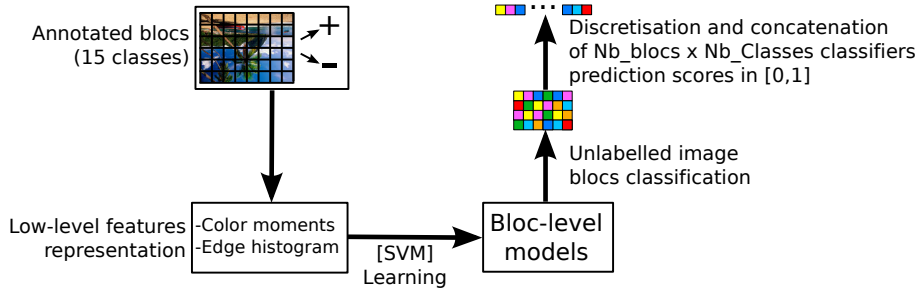 Annotated blocs
(15 classes)
+
-
Discretisation and concatenation
of Nb_blocs x Nb_Classes classifiers
prediction scores in [0,1]
Unlabelled image
blocs classification
Low-level features
representation
-Color moments
-Edge histogram
[SVM]
Learning
Bloc-level
models